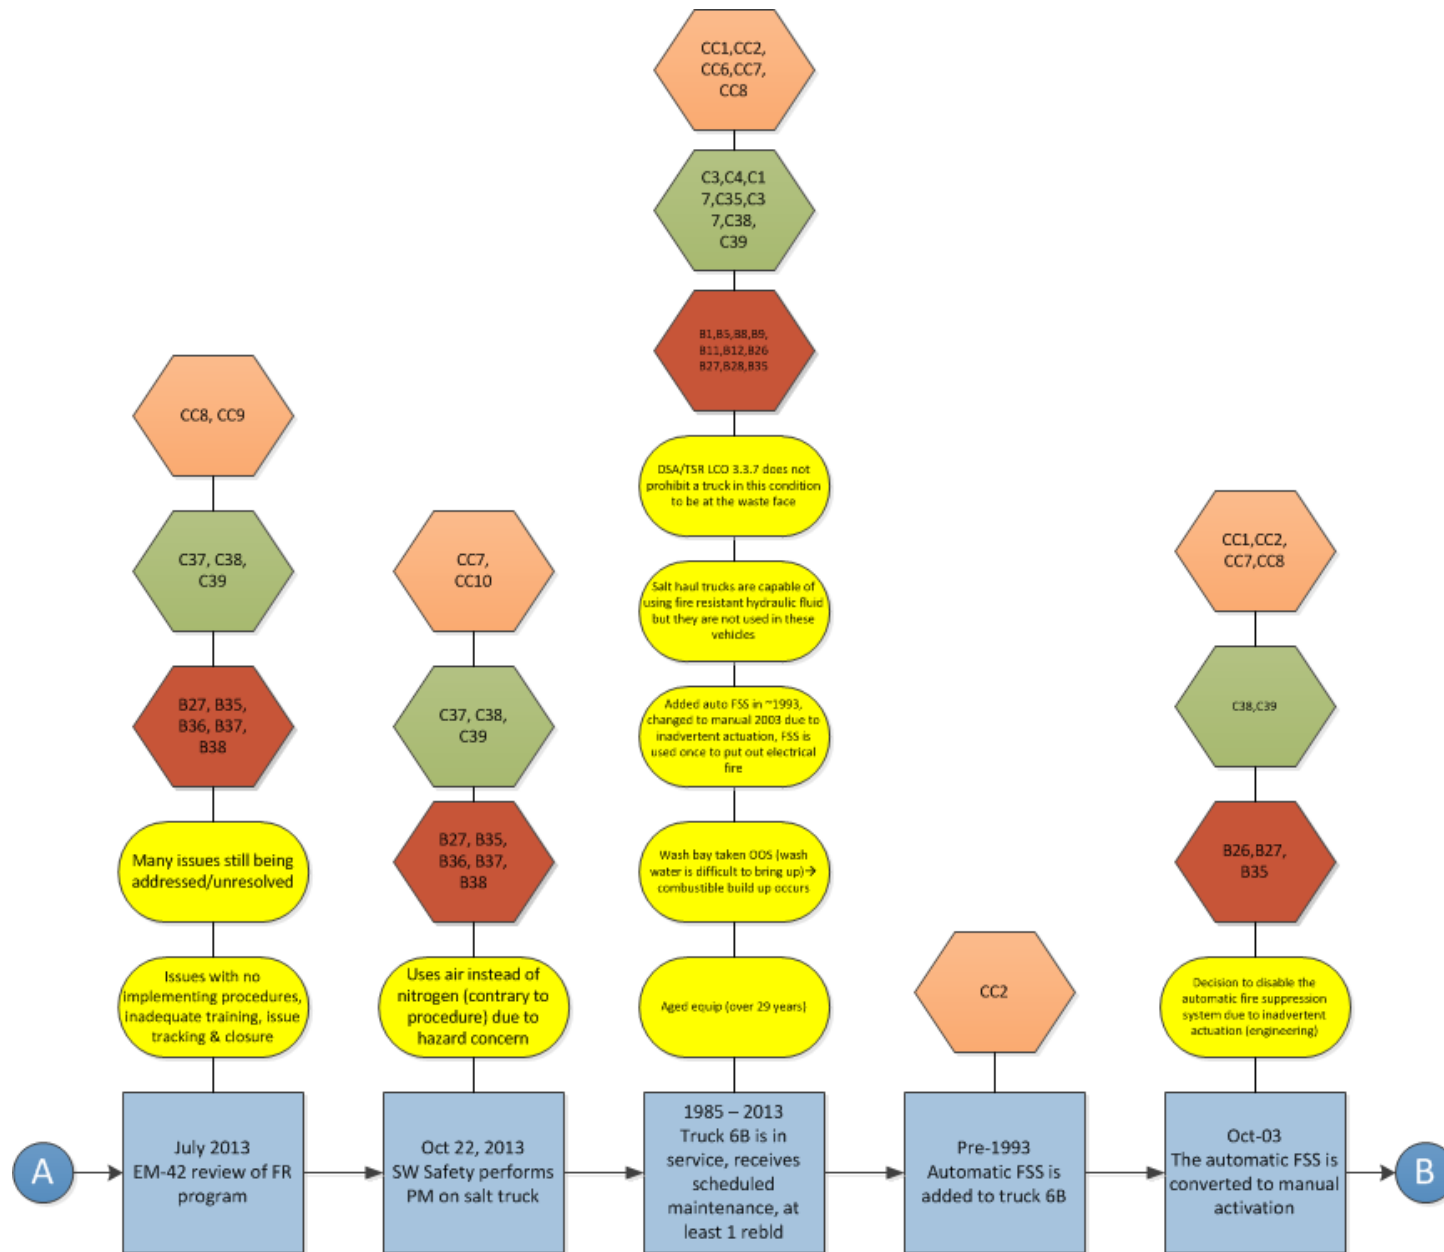 CC1,CC2,
CC6,CC7,
CC8
C3,C4,C1
7,C35,C3
7,C38,
C39
B1,B5,B8,B9,
B11,B12,B26
B27,B28,B35
DSA/TSR LCO 3.3.7 does not
prohibit a truck in this condition
to be at the waste face
Salt haul trucks are capable of
using fire resistant hydraulic fluid
but they are not used in these
vehicles
Added auto FSS in ~1993,
changed to manual 2003 due to
inadvertent actuation, FSS is
used once to put out electrical
fire
Wash bay taken OOS (wash
water is difficult to bring up)→
combustible build up occurs
Aged equip (over 29 years)
CC8, CC9
C37, C38,
C39
B27, B35,
B36, B37,
B38
Many issues still being
addressed/unresolved
Issues with no
implementing procedures,
inadequate training, issue
tracking & closure
CC7,
CC10
C37, C38,
C39
B27, B35,
B36, B37,
B38
Uses air instead of
nitrogen (contrary to
procedure) due to
hazard concern
CC2
CC1,CC2,
CC7,CC8
C38,C39
B26,B27,
B35
Decision to disable the
automatic fire suppression
system due to inadvertent
actuation (engineering)
A
July 2013
EM-42 review of FR
program
Oct 22, 2013
SW Safety performs
PM on salt truck
1985 – 2013
Truck 6B is in
service, receives
scheduled
maintenance, at
least 1 rebld
Pre-1993
Automatic FSS is
added to truck 6B
Oct-03
The automatic FSS is
converted to manual
activation
B